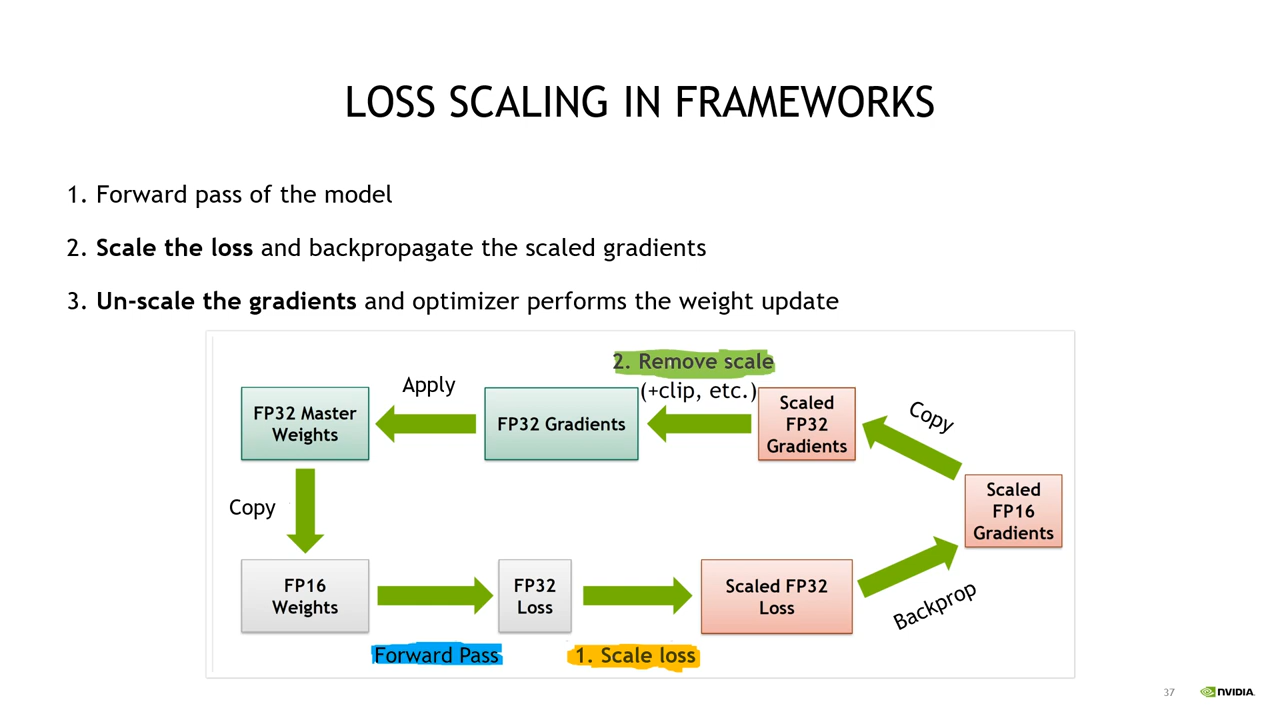 LOSS SCALING IN FRAMEWORKS
1. Forward pass of the model
2. Scale the loss and backpropagate the scaled gradients
3. Un-scale the gradients and optimizer performs the weight update
2. Remove scale
(+clip, etc.)
Apply
FP32 Master
Weights
FP32 Gradients
Scaled
FP32
Gradients
Copy
Scaled
FP16
Gradients
Copy
FP16
Weights
FP32
Loss
Scaled FP32
Loss
Backprop
Forward Pass
1. Scale loss
37
NVIDIA.